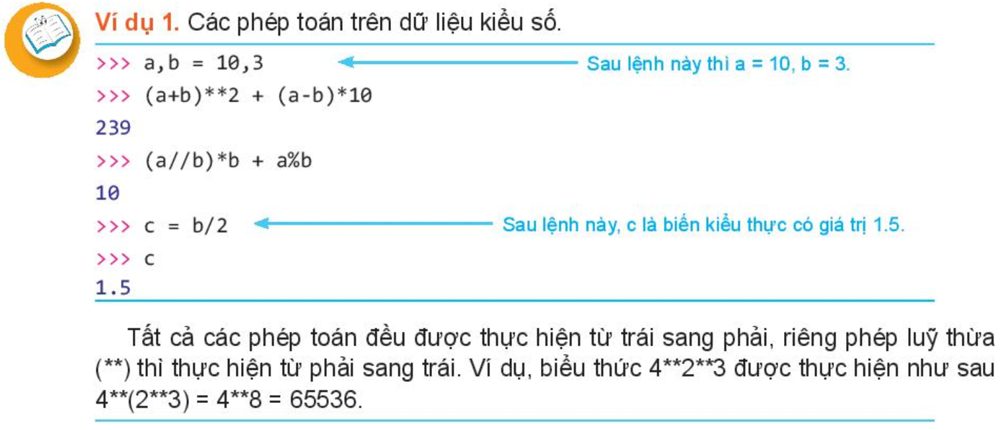 Ví dụ 1. Các phép toán trên dữ liệu kiểu số.
>>> a,b = 10,3 Sau lệnh này thì a = 10, b = 3.
>>> (a+b)**2 + (a-b)*10
239
>>> (a//b)*b + a%b
10
>>> c = b/2 Sau lệnh này, c là biến kiểu thực có giá trị 1.5.
>>> c
1.5
Tất cả các phép toán đều được thực hiện từ trái sang phải, riêng phép luỹ thừa
(**) thì thực hiện từ phải sang trái. Ví dụ, biểu thức 4**2**3 được thực hiện như sau
4**(2**3) = 4**8 = 65536.